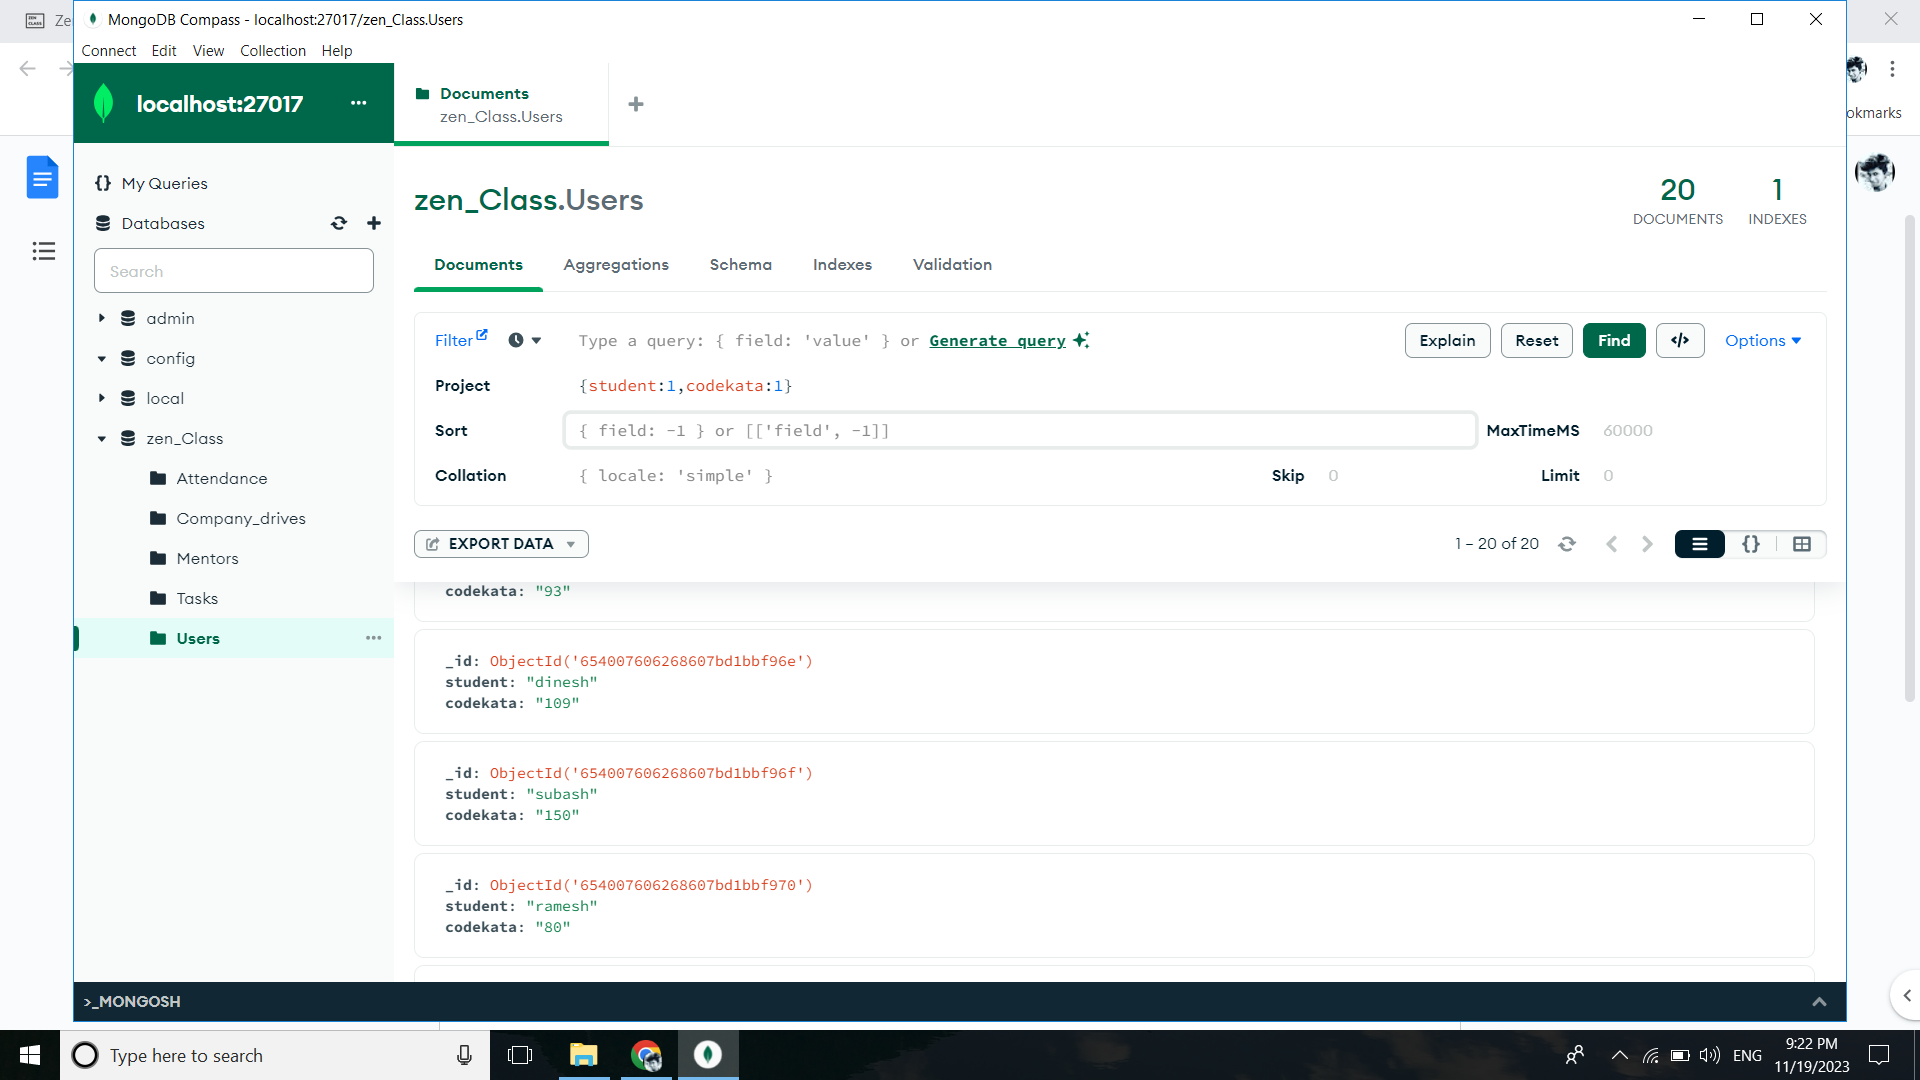 Ze
MongoDB Compass - localhost:27017/zen_Class.Users
Connect Edit View Collection Help
localhost:27017 ...
Documents
zen_Class.Users
+
okmarks
{} My Queries
Databases
Search
admin
config
local
zen_Class
Attendance
Company_drives
Mentors
Tasks
Users
zen_Class.Users
20
DOCUMENTS
1
INDEXES
Documents Aggregations Schema Indexes Validation
Filter Type a query: { field: 'value' } or Generate query Explain Reset Find </> Options
Project {student:1,codekata:1}
Sort { field: -1 } or [['field', -1]] MaxTimeMS 60000
Collation { locale: 'simple' } Skip 0 Limit 0
EXPORT DATA 1 – 20 of 20 {}
codekata: "93"
_id: ObjectId('654007606268607bd1bbf96e')
student: "dinesh"
codekata: "109"
_id: ObjectId('654007606268607bd1bbf96f')
student: "subash"
codekata: "150"
_id: ObjectId('654007606268607bd1bbf970')
student: "ramesh"
codekata: "80"
>_MONGOSH
Type here to search
ENG
9:22 PM
11/19/2023